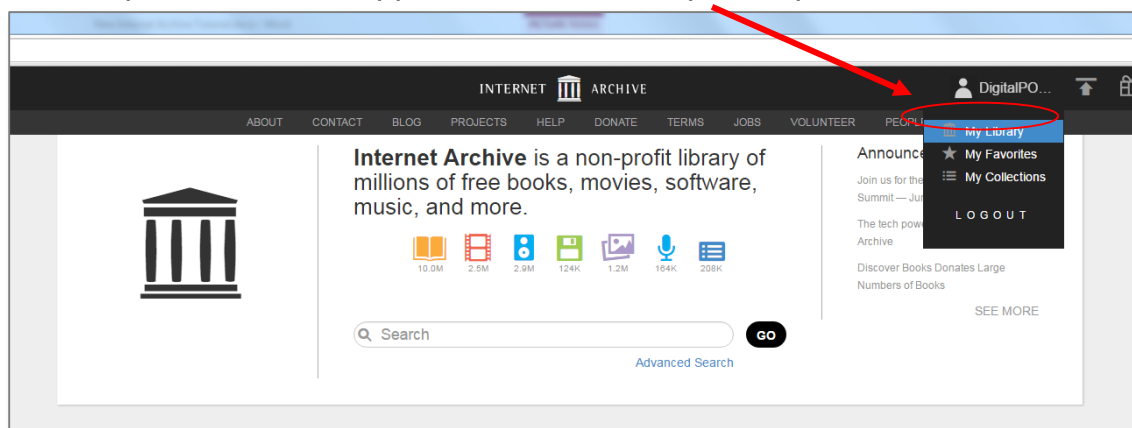 INTERNET ARCHIVE
DigitalPO...
ABOUT CONTACT BLOG PROJECTS HELP DONATE TERMS JOBS VOLUNTEER PEOPL
My Library
My Favorites
My Collections
LOGOUT
Internet Archive is a non-profit library of
millions of free books, movies, software,
music, and more.
10.0M 2.5M 2.9M 124K 1.2M 164K 208K
Search
GO
Advanced Search
Announce
Join us for the
Summit — Ju
The tech pow
Archive
Discover Books Donates Large
Numbers of Books
SEE MORE